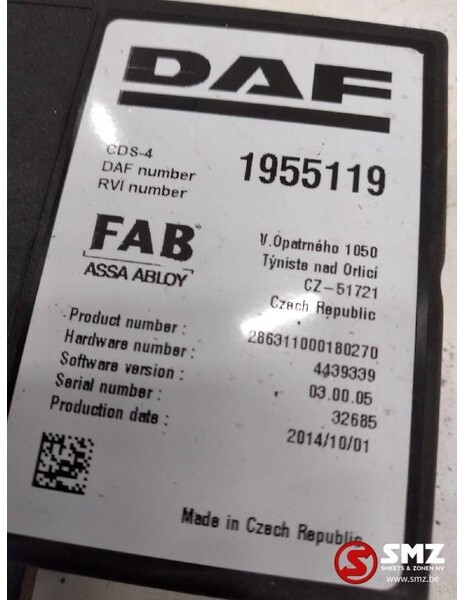 DAF
CDS-4
DAF number 1955119
RVI number
FAB
ASSA ABLOY
V.Opatrného 1050
Týniste nad Orlicí
CZ-51721
Czech Republic
Product number : 286311000180270
Hardware number : 4439339
Software version : 03.00.05
Serial number : 32685
Production date : 2014/10/01
Made in Czech Republic
SMZ
SMEETS & ZONEN NV
www.smz.be